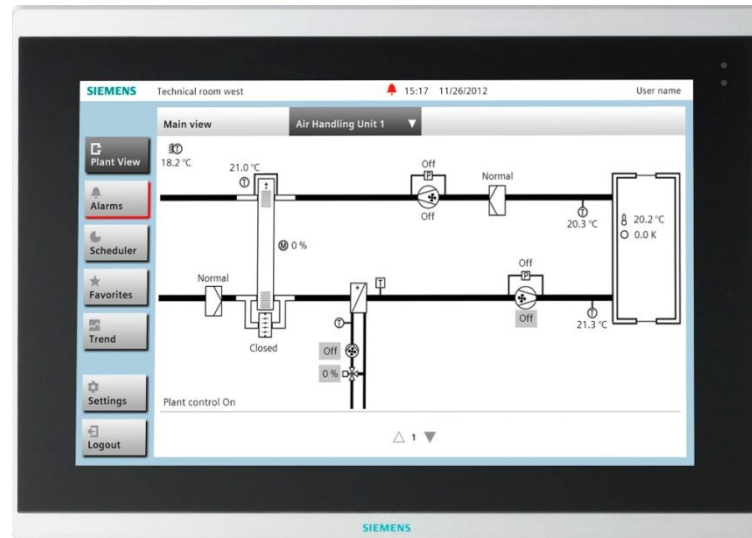 SIEMENS Technical room west 15:17 11/26/2012 User name
Main view Air Handling Unit 1
Plant View
Alarms
Scheduler
Favorites
Trend
Settings
Logout
18.2 °C
21.0 °C
T
Off
P
Off
Normal
T
20.3 °C
20.2 °C
0.0 K
M 0 %
Normal
Closed
T
T
Off
0 %
Off
P
Off
T
21.3 °C
Plant control On
1
SIEMENS